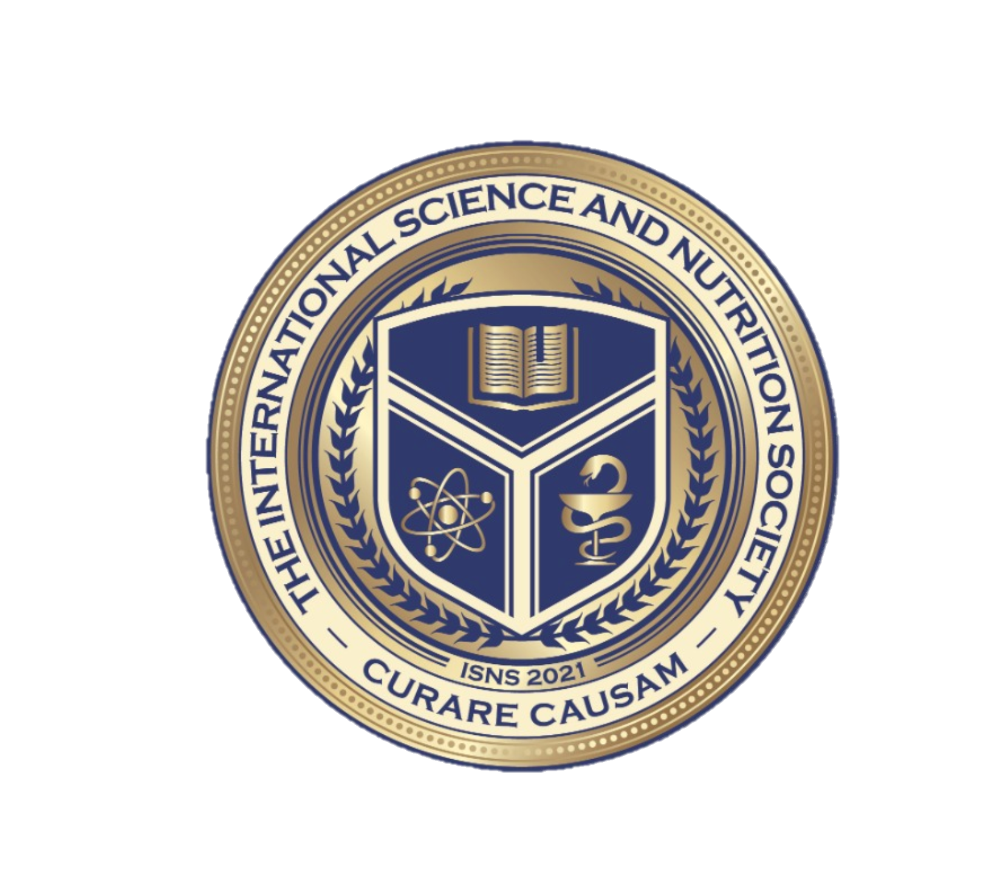 THE INTERNATIONAL SCIENCE AND NUTRITION SOCIETY
ISNS 2021
– CURARE CAUSAM –